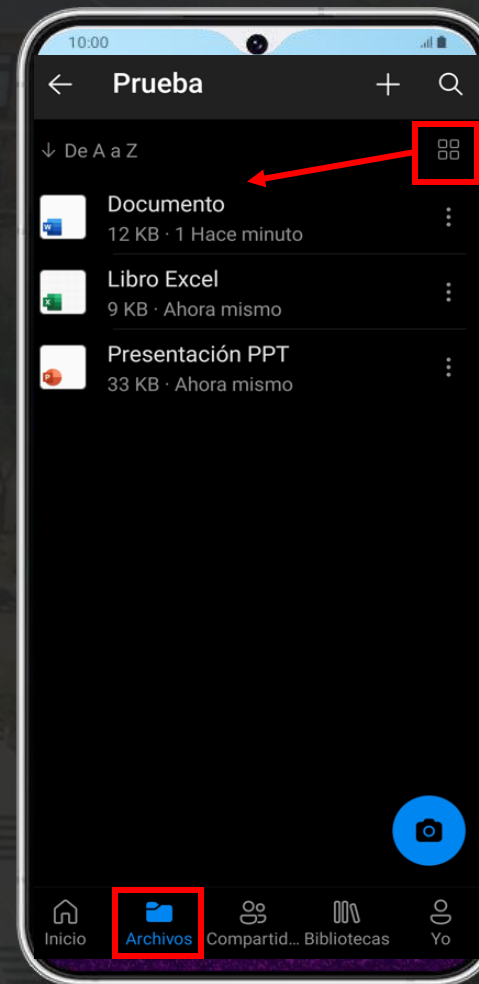 10:00
Prueba
De A a Z
Documento
12 KB · 1 Hace minuto
Libro Excel
9 KB · Ahora mismo
Presentación PPT
33 KB · Ahora mismo
Inicio Archivos Compartid... Bibliotecas Yo